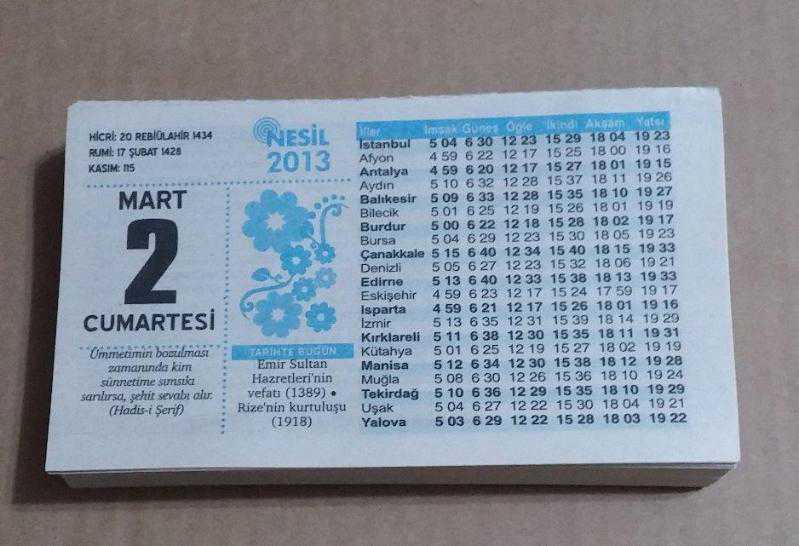 HİCRİ: 20 REBİÜLAHİR 1434
RUMİ: 17 ŞUBAT 1428
KASIM: 115
NESİL
2013
MART
2
CUMARTESİ
Ümmetimin bozulması
zamanında kim
sünnetime sımsıkı
sarılırsa, şehit sevabı alır.
(Hadis-i Şerif)
TARİHTE BUGÜN
Emir Sultan
Hazretleri'nin
vefatı (1389) •
Rize'nin kurtuluşu
(1918)
İller İmsak Güneş Öğle İkindi Akşam Yatsı
İstanbul 5 04 6 30 12 23 15 29 18 04 19 23
Afyon 4 59 6 22 12 17 15 25 18 00 19 16
Antalya 4 59 6 20 12 17 15 27 18 01 19 15
Aydın 5 10 6 32 12 28 15 37 18 11 19 26
Balıkesir 5 09 6 33 12 28 15 35 18 10 19 27
Bilecik 5 01 6 25 12 19 15 26 18 01 19 19
Burdur 5 00 6 22 12 18 15 28 18 02 19 17
Bursa 5 04 6 29 12 23 15 30 18 05 19 23
Çanakkale 5 15 6 40 12 34 15 40 18 15 19 33
Denizli 5 05 6 27 12 23 15 32 18 06 19 21
Edirne 5 13 6 40 12 33 15 38 18 13 19 33
Eskişehir 4 59 6 23 12 17 15 24 17 59 19 17
Isparta 4 59 6 21 12 17 15 26 18 01 19 16
İzmir 5 13 6 35 12 31 15 39 18 14 19 29
Kırklareli 5 11 6 38 12 30 15 35 18 11 19 31
Kütahya 5 01 6 25 12 19 15 27 18 02 19 19
Manisa 5 12 6 34 12 30 15 38 18 12 19 28
Muğla 5 08 6 30 12 26 15 36 18 10 19 24
Tekirdağ 5 10 6 36 12 29 15 35 18 10 19 29
Uşak 5 04 6 27 12 22 15 30 18 04 19 21
Yalova 5 03 6 29 12 22 15 28 18 03 19 22